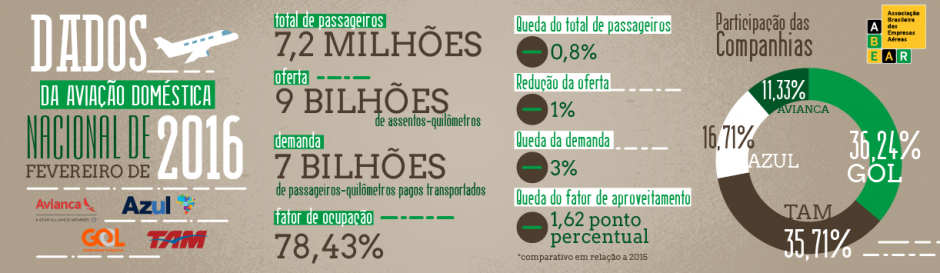 DADOS
DA AVIAÇÃO DOMÉSTICA
NACIONAL DE
FEVEREIRO DE
2016
Avianca
A STAR ALLIANCE MEMBER
Azul
GOL
TAM
total de passageiros
7,2 MILHÕES
oferta
9 BILHÕES
de assentos-quilômetros
demanda
7 BILHÕES
de passageiros-quilômetros pagos transportados
fator de ocupação
78,43%
Queda do total de passageiros
0,8%
Redução da oferta
1%
Queda da demanda
3%
Queda do fator de aproveitamento
1,62 ponto
percentual
*comparativo em relação a 2015
Participação das
Companhias
ABEAR
Associação
Brasileira
das
Empresas
Aéreas
11,33%
AVIANCA
16,71%
AZUL
36,24%
GOL
TAM
35,71%